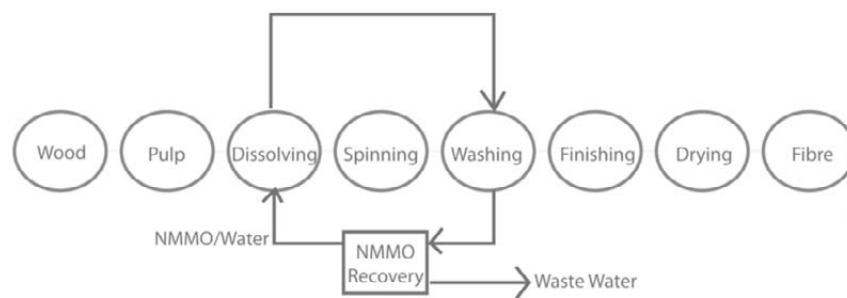 Wood Pulp Dissolving Spinning Washing Finishing Drying Fibre
NMMO/Water
NMMO
Recovery
Waste Water